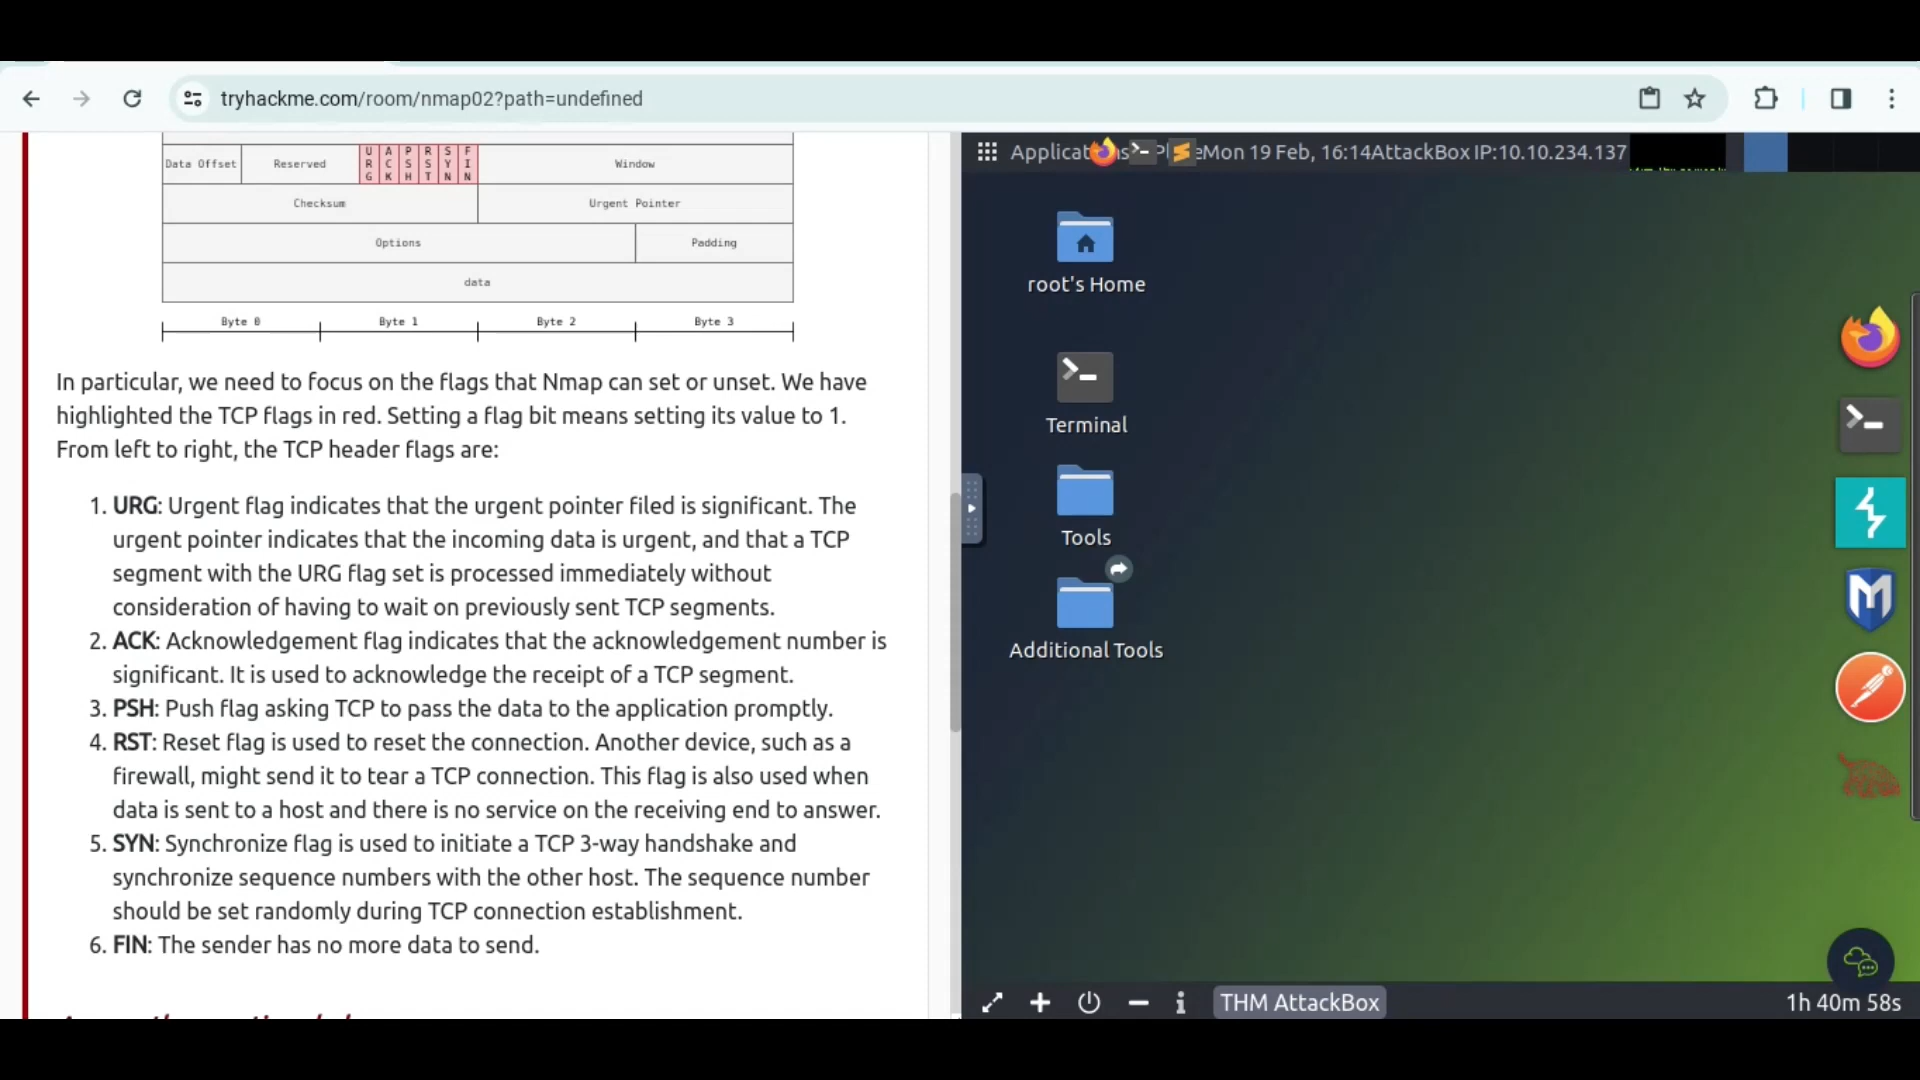 tryhackme.com/room/nmap02?path=undefined
Data Offset
Reserved
URG
ACK
PSH
RST
SYN
FIN
Window
Checksum
Urgent Pointer
Options
Padding
data
Byte 0
Byte 1
Byte 2
Byte 3
In particular, we need to focus on the flags that Nmap can set or unset. We have
highlighted the TCP flags in red. Setting a flag bit means setting its value to 1.
From left to right, the TCP header flags are:
1. URG: Urgent flag indicates that the urgent pointer filed is significant. The
urgent pointer indicates that the incoming data is urgent, and that a TCP
segment with the URG flag set is processed immediately without
consideration of having to wait on previously sent TCP segments.
2. ACK: Acknowledgement flag indicates that the acknowledgement number is
significant. It is used to acknowledge the receipt of a TCP segment.
3. PSH: Push flag asking TCP to pass the data to the application promptly.
4. RST: Reset flag is used to reset the connection. Another device, such as a
firewall, might send it to tear a TCP connection. This flag is also used when
data is sent to a host and there is no service on the receiving end to answer.
5. SYN: Synchronize flag is used to initiate a TCP 3-way handshake and
synchronize sequence numbers with the other host. The sequence number
should be set randomly during TCP connection establishment.
6. FIN: The sender has no more data to send.
Mon 19 Feb, 16:14 AttackBox IP:10.10.234.137
root's Home
Terminal
Tools
Additional Tools
THM AttackBox
1h 40m 58s